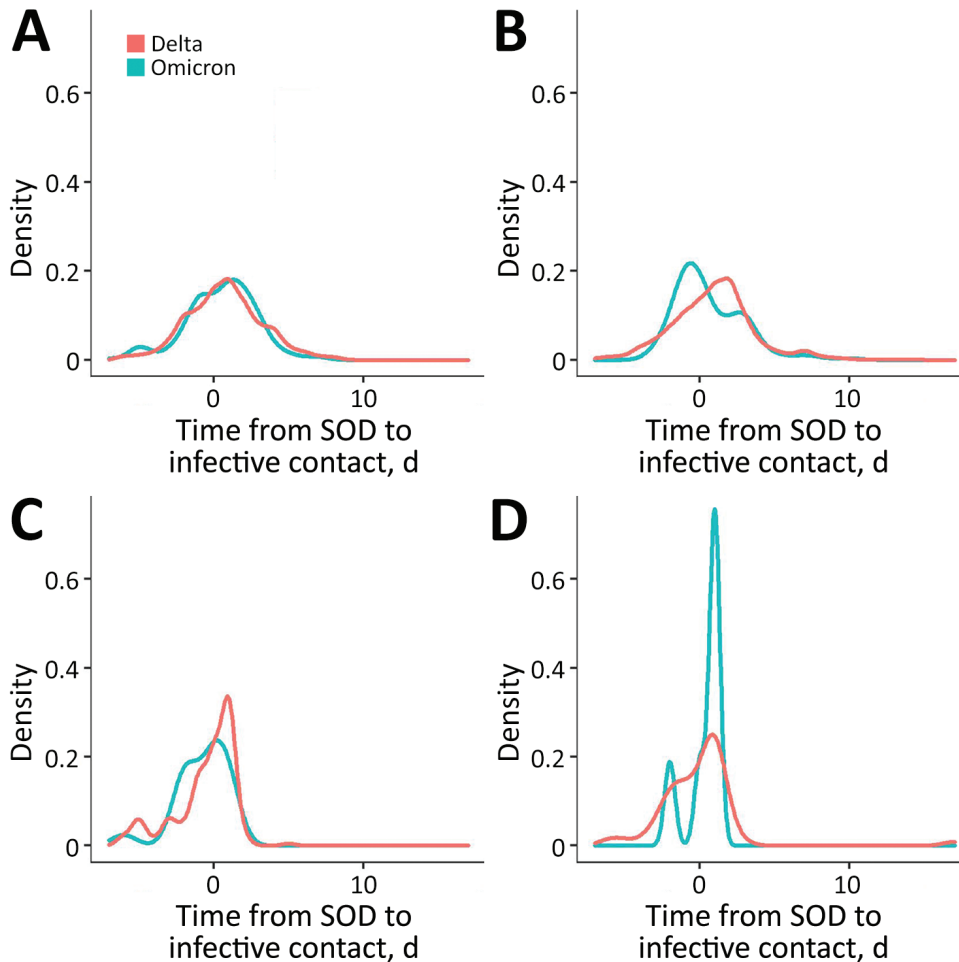 A
Delta
Omicron
0.6
0.4
0.2
0
Density
0 10
Time from SOD to
infective contact, d
B
0.6
0.4
0.2
0
Density
0 10
Time from SOD to
infective contact, d
C
0.6
0.4
0.2
0
Density
0 10
Time from SOD to
infective contact, d
D
0.6
0.4
0.2
0
Density
0 10
Time from SOD to
infective contact, d